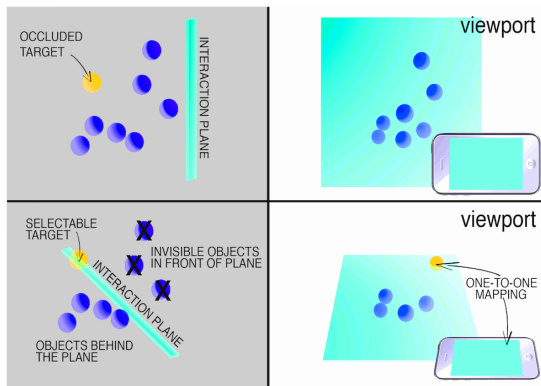 OCCLUDED
TARGET
INTERACTION PLANE
viewport
SELECTABLE
TARGET
INVISIBLE OBJECTS
IN FRONT OF PLANE
INTERACTION PLANE
OBJECTS BEHIND
THE PLANE
viewport
ONE-TO-ONE
MAPPING